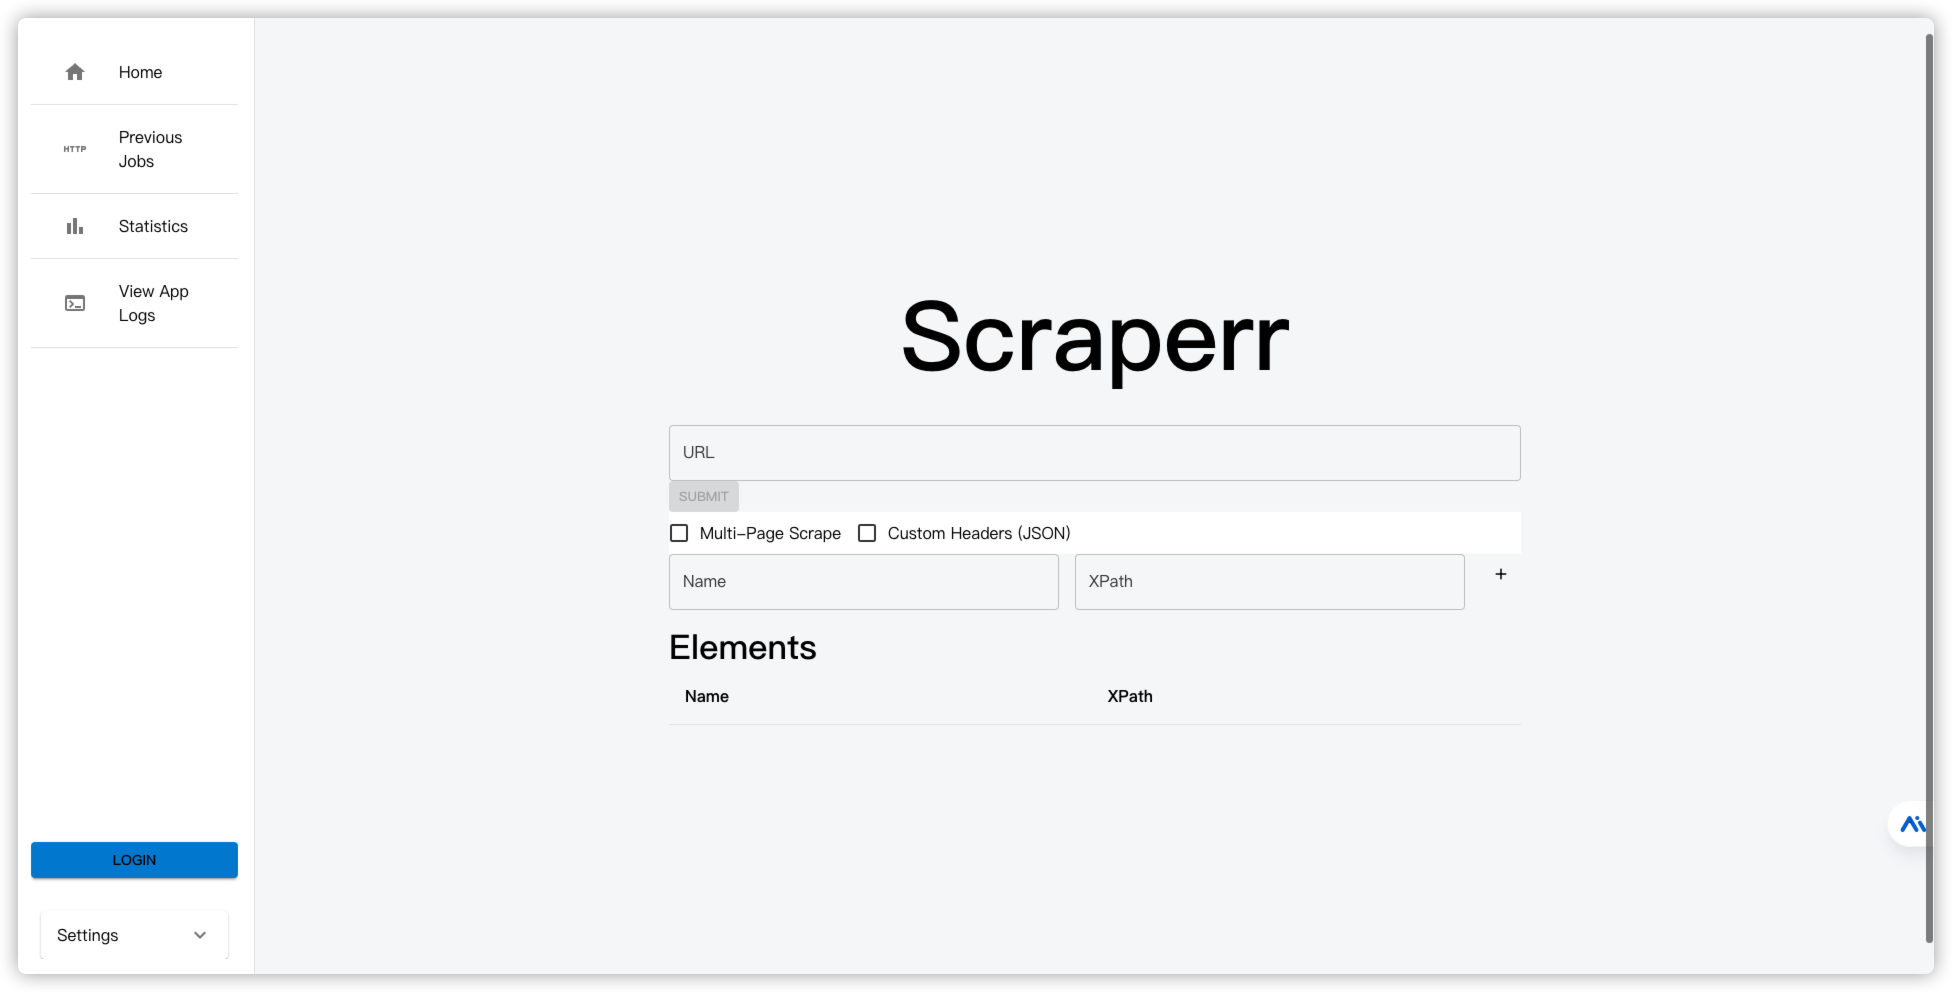 Home
HTTP
Previous
Jobs
Statistics
View App
Logs
LOGIN
Settings
Scraperr
URL
SUBMIT
Multi-Page Scrape
Custom Headers (JSON)
Name
XPath
+
Elements
Name
XPath